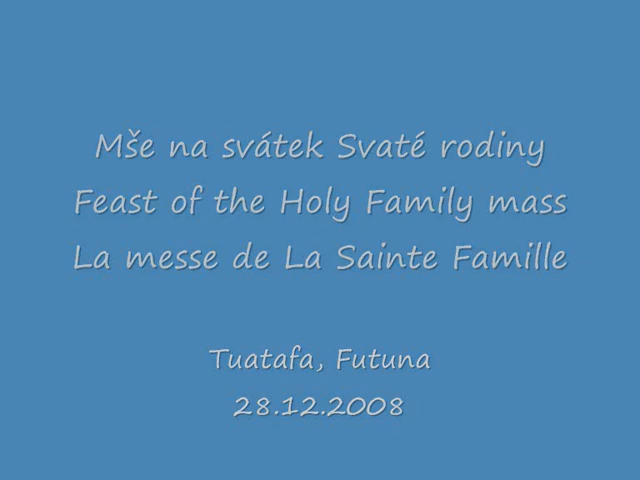 Mše na svátek Svaté rodiny
Feast of the Holy Family mass
La messe de La Sainte Famille
Tuatafa, Futuna
28.12.2008